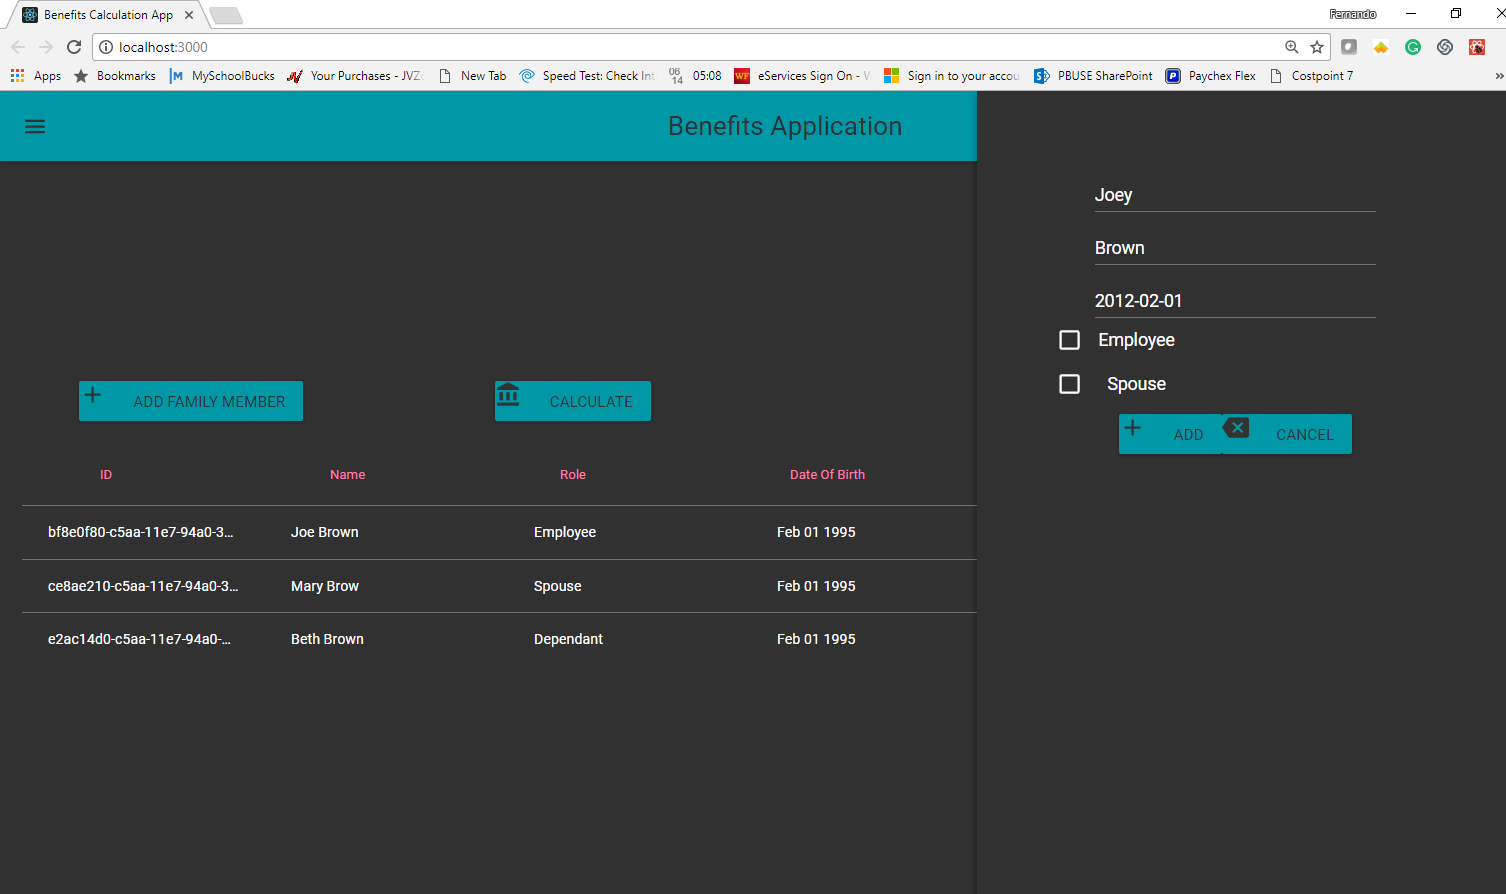 Benefits Calculation App
Fernando
localhost:3000
Apps Bookmarks MySchoolBucks Your Purchases - JVZ New Tab Speed Test: Check Int 06 14 05:08 WF eServices Sign On - W Sign in to your accou PBUSE SharePoint Paychex Flex Costpoint 7 »
Benefits Application
Joey
Brown
2012-02-01
Employee
Spouse
ADD CANCEL
ADD FAMILY MEMBER CALCULATE
ID Name Role Date Of Birth
bf8e0f80-c5aa-11e7-94a0-3... Joe Brown Employee Feb 01 1995
ce8ae210-c5aa-11e7-94a0-3... Mary Brow Spouse Feb 01 1995
e2ac14d0-c5aa-11e7-94a0-... Beth Brown Dependant Feb 01 1995